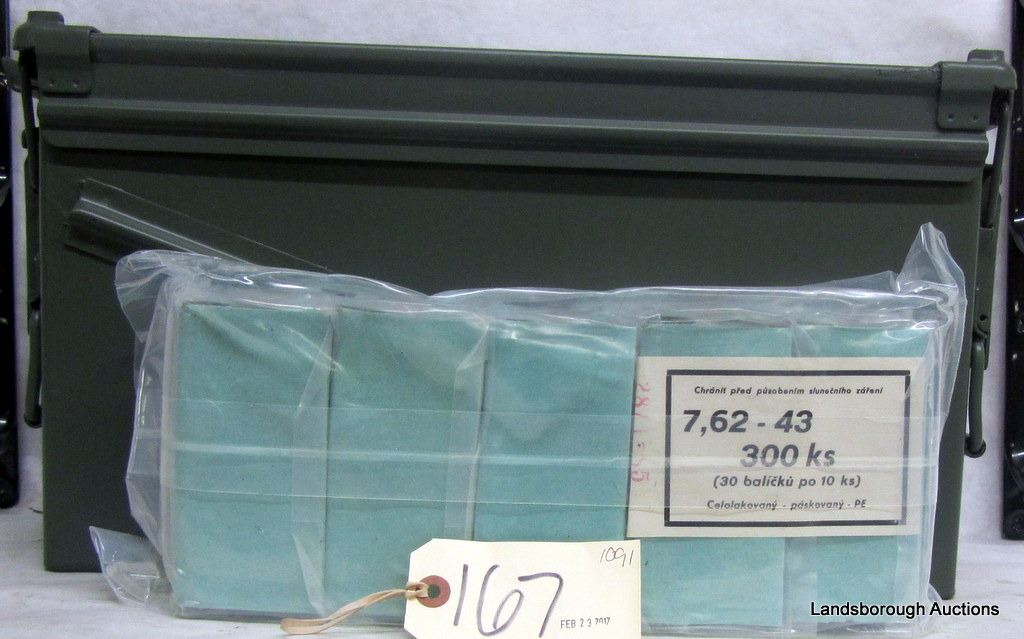 Chránit před působením slunečního záření
7,62 - 43
300 ks
(30 balíčků po 10 ks)
Celolakovaný - páskovaný - PE
1091
167
FEB 23 2017
Landsborough Auctions